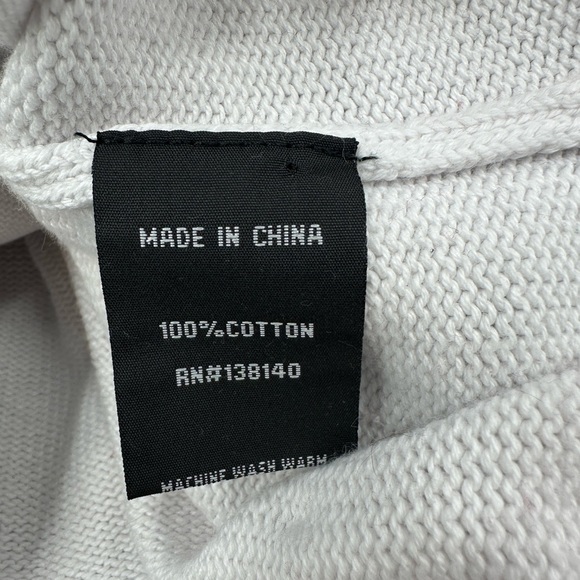 MADE IN CHINA
100%COTTON
RN#138140
MACHINE WASH WARM